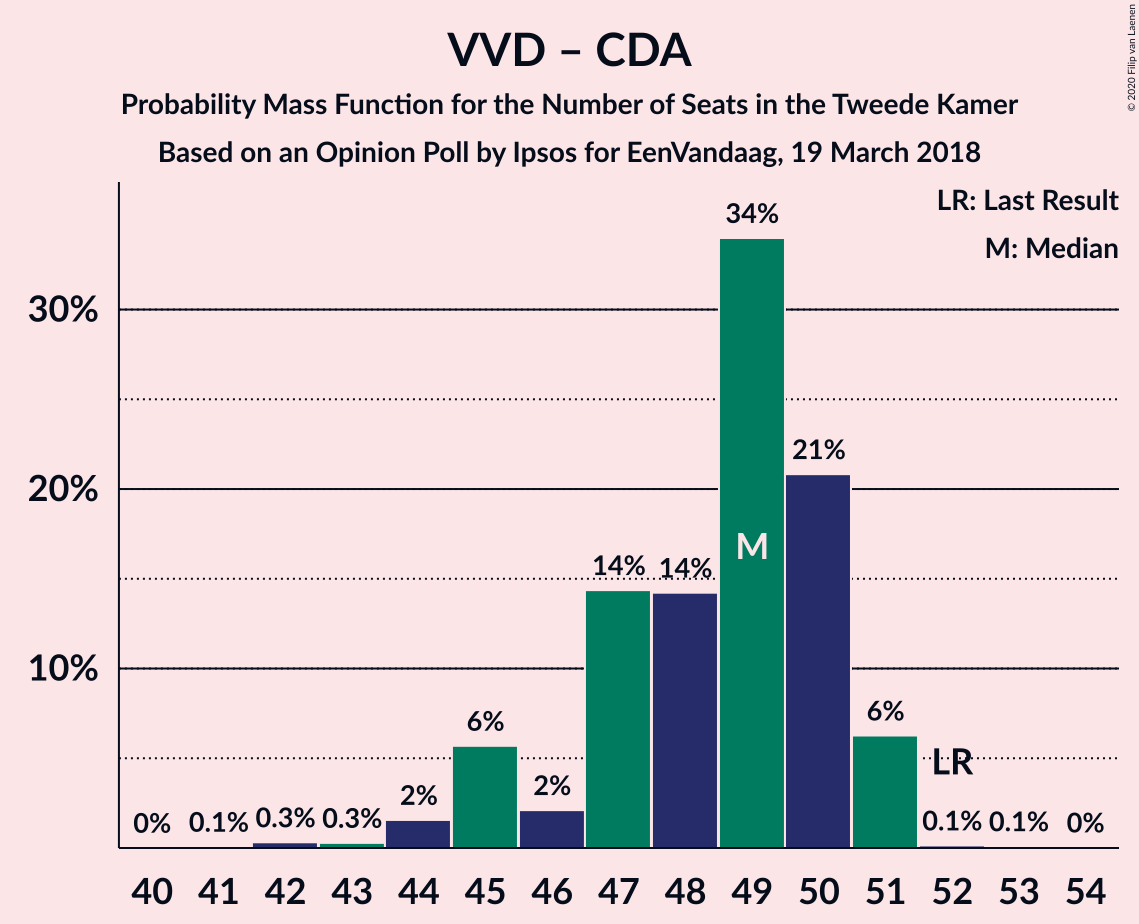 VVD – CDA
Probability Mass Function for the Number of Seats in the Tweede Kamer
Based on an Opinion Poll by Ipsos for EenVandaag, 19 March 2018
© 2020 Filip van Laenen
LR: Last Result
M: Median
34%
30%
21%
20%
M
14%
14%
10%
6%
6%
LR
2%
2%
0%
0.1%
0.3%
0.3%
0.1%
0.1%
0%
40 41 42 43 44 45 46 47 48 49 50 51 52 53 54